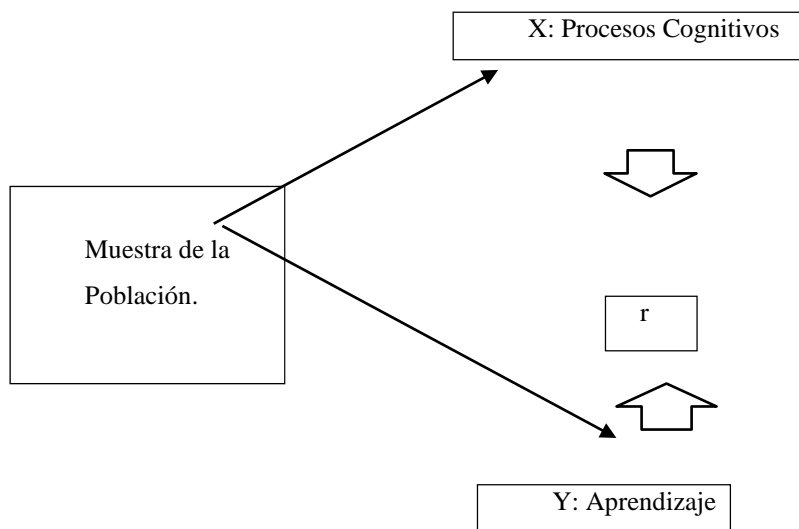 X: Procesos Cognitivos
Muestra de la
Población.
r
Y: Aprendizaje